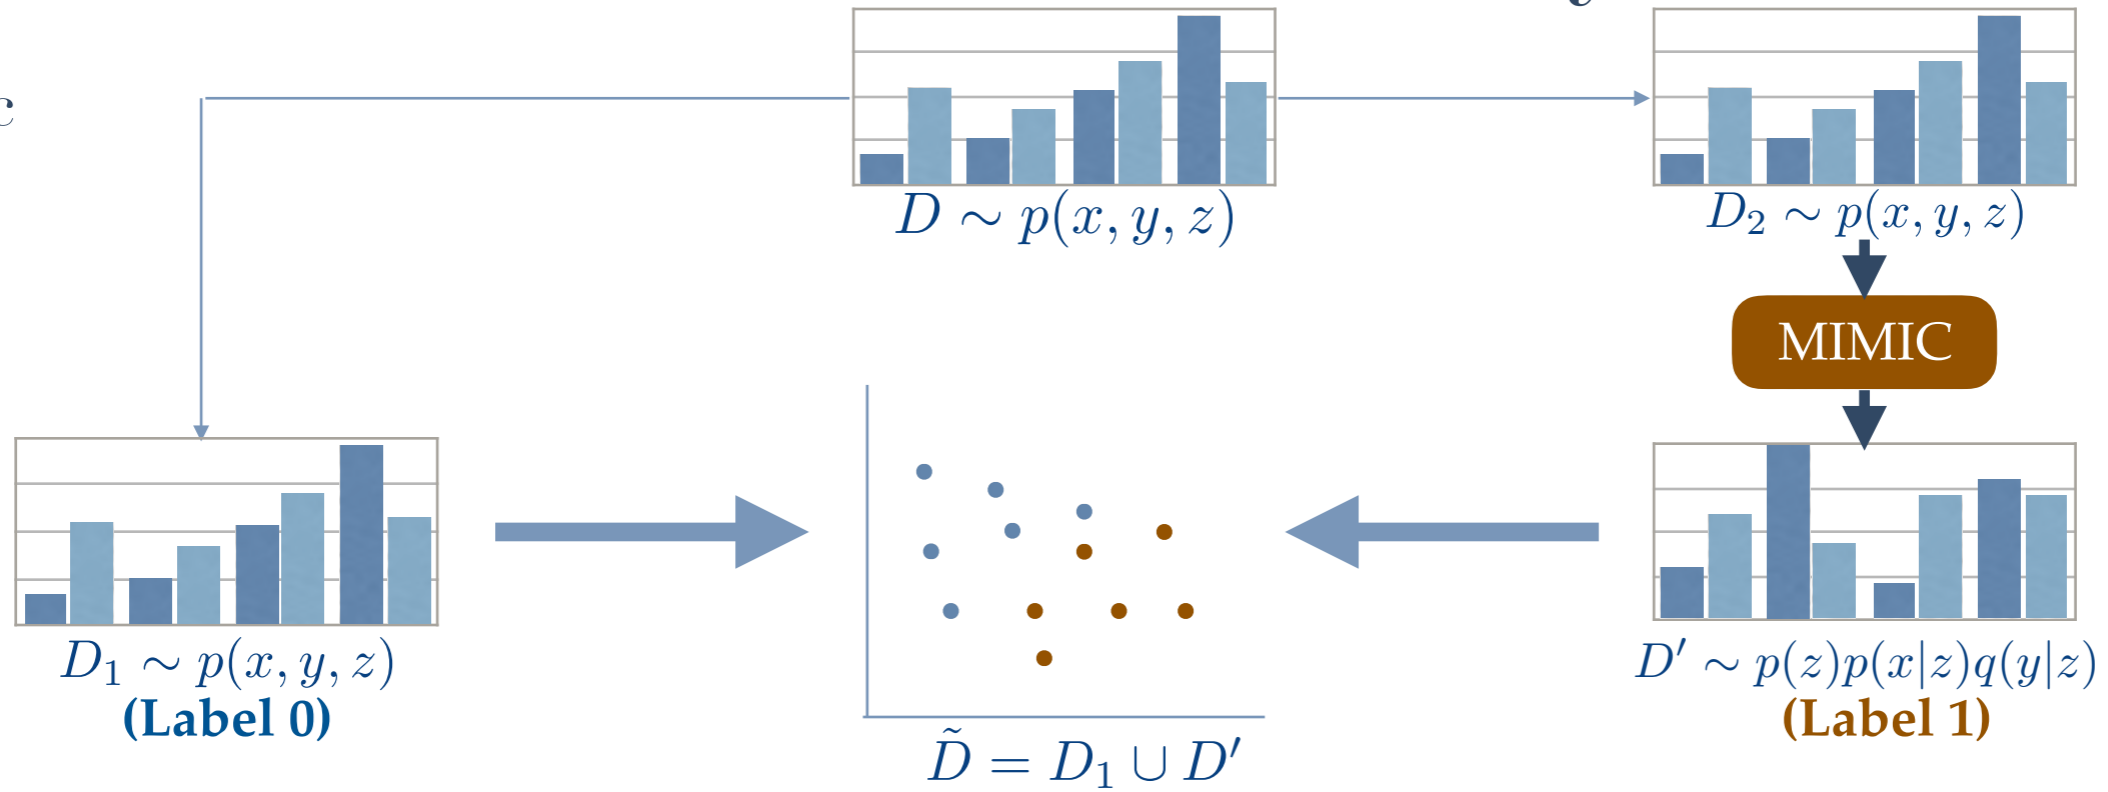 D ∼ p(x, y, z)
D₂ ∼ p(x, y, z)
MIMIC
D₁ ∼ p(x, y, z)
(Label 0)
D′ ∼ p(z)p(x|z)q(y|z)
(Label 1)
D̃ = D₁ ∪ D′